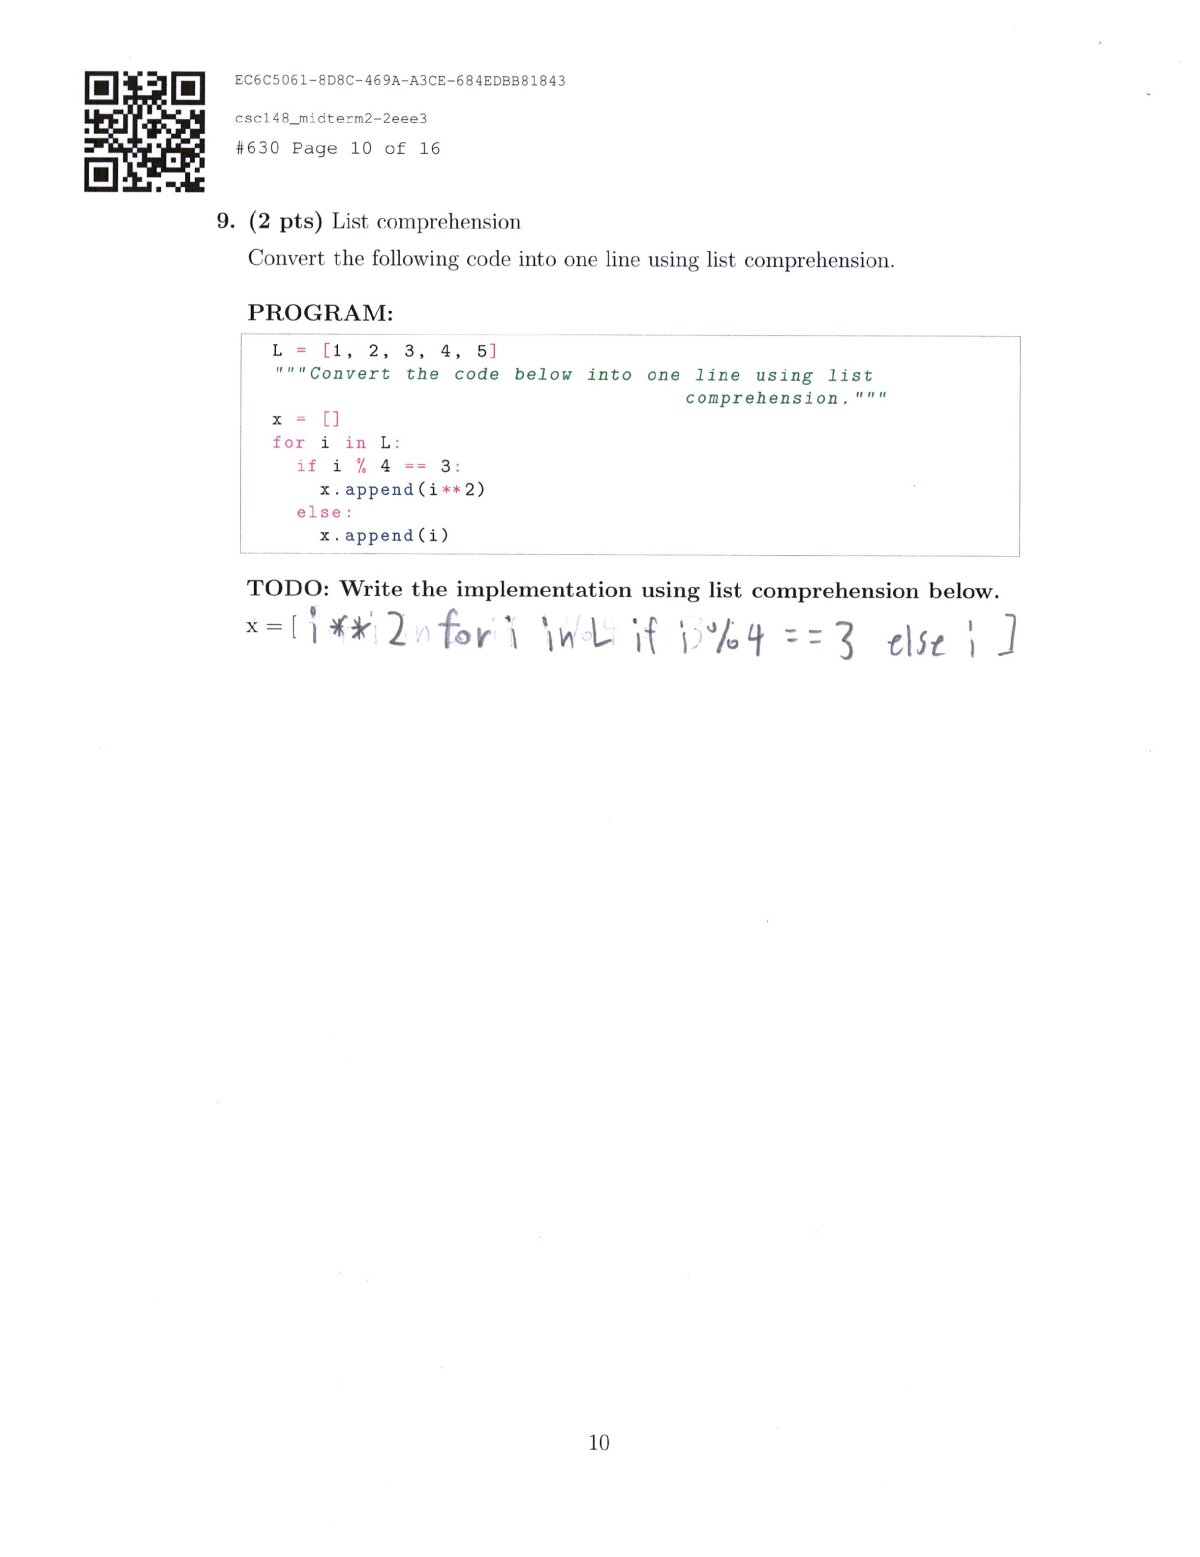 EC6C5061-8D8C-469A-A3CE-684EDBB81843
csc148_midterm2-2eee3
#630 Page 10 of 16
9. (2 pts) List comprehension
Convert the following code into one line using list comprehension.
PROGRAM:
L = [1, 2, 3, 4, 5]
"""Convert the code below into one line using list
comprehension."""
x = []
for i in L:
if i % 4 == 3:
x.append(i**2)
else:
x.append(i)
TODO: Write the implementation using list comprehension below.
x = [ i ** 2 for i in L if i % 4 == 3 else i ]
10